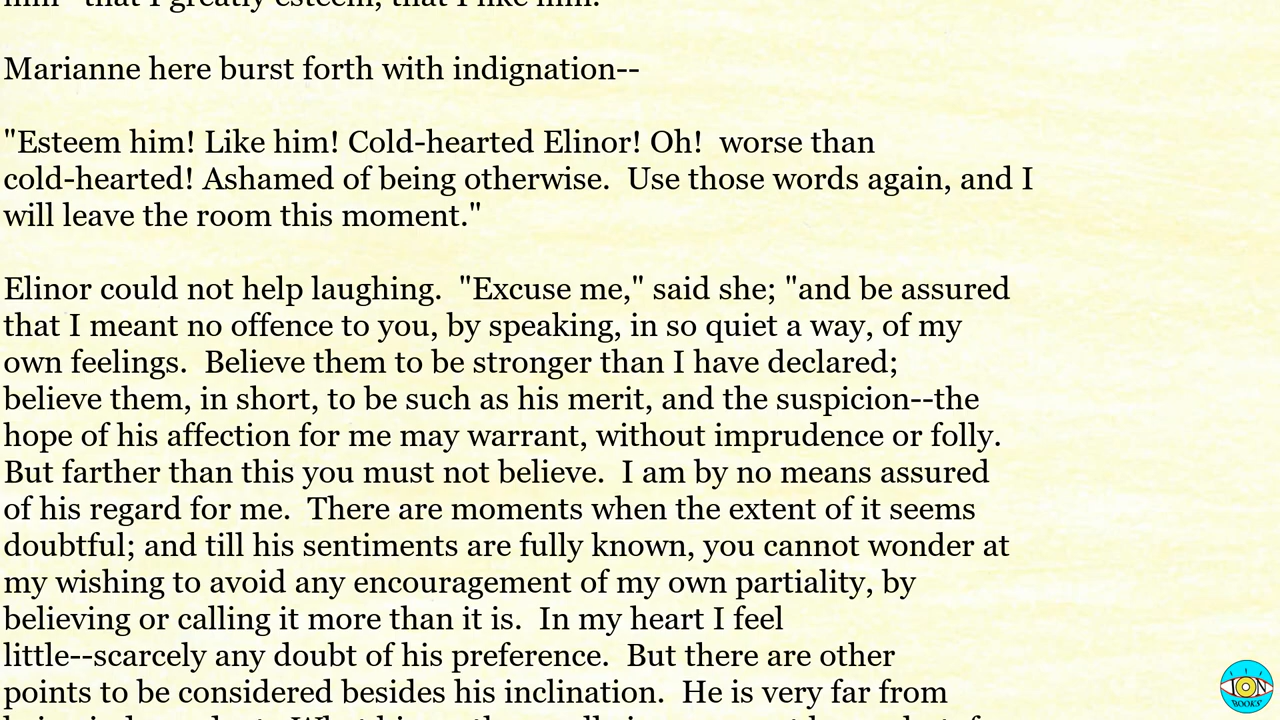 him--that I greatly esteem, that I like him."
Marianne here burst forth with indignation--
"Esteem him! Like him! Cold-hearted Elinor! Oh!  worse than
cold-hearted! Ashamed of being otherwise.  Use those words again, and I
will leave the room this moment."
Elinor could not help laughing.  "Excuse me," said she; "and be assured
that I meant no offence to you, by speaking, in so quiet a way, of my
own feelings.  Believe them to be stronger than I have declared;
believe them, in short, to be such as his merit, and the suspicion--the
hope of his affection for me may warrant, without imprudence or folly.
But farther than this you must not believe.  I am by no means assured
of his regard for me.  There are moments when the extent of it seems
doubtful; and till his sentiments are fully known, you cannot wonder at
my wishing to avoid any encouragement of my own partiality, by
believing or calling it more than it is.  In my heart I feel
little--scarcely any doubt of his preference.  But there are other
points to be considered besides his inclination.  He is very far from
ION
BOOKS